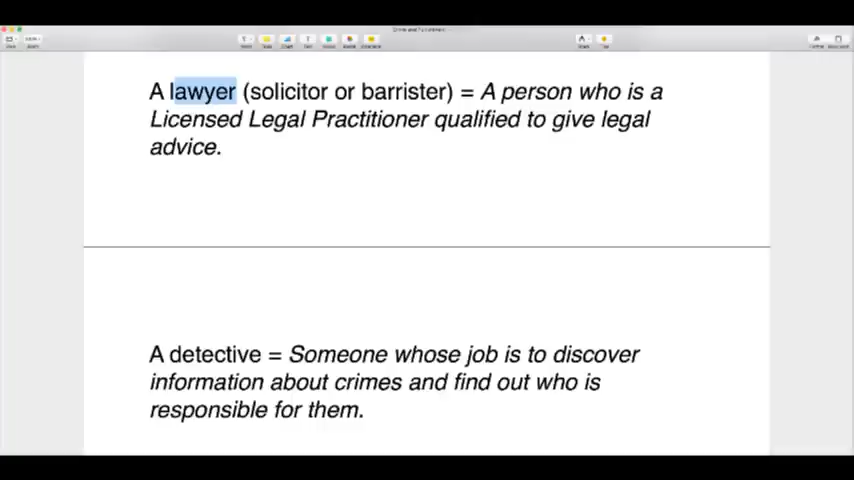 A lawyer (solicitor or barrister) = A person who is a
Licensed Legal Practitioner qualified to give legal
advice.
A detective = Someone whose job is to discover
information about crimes and find out who is
responsible for them.